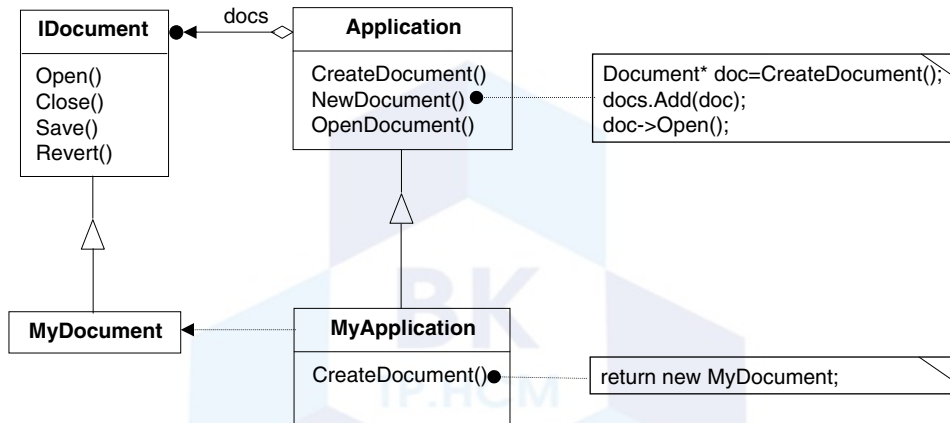 docs
IDocument
Open()
Close()
Save()
Revert()
Application
CreateDocument()
NewDocument()
OpenDocument()
Document* doc=CreateDocument();
docs.Add(doc);
doc->Open();
MyDocument
MyApplication
CreateDocument()
return new MyDocument;
BK
TP.HCM